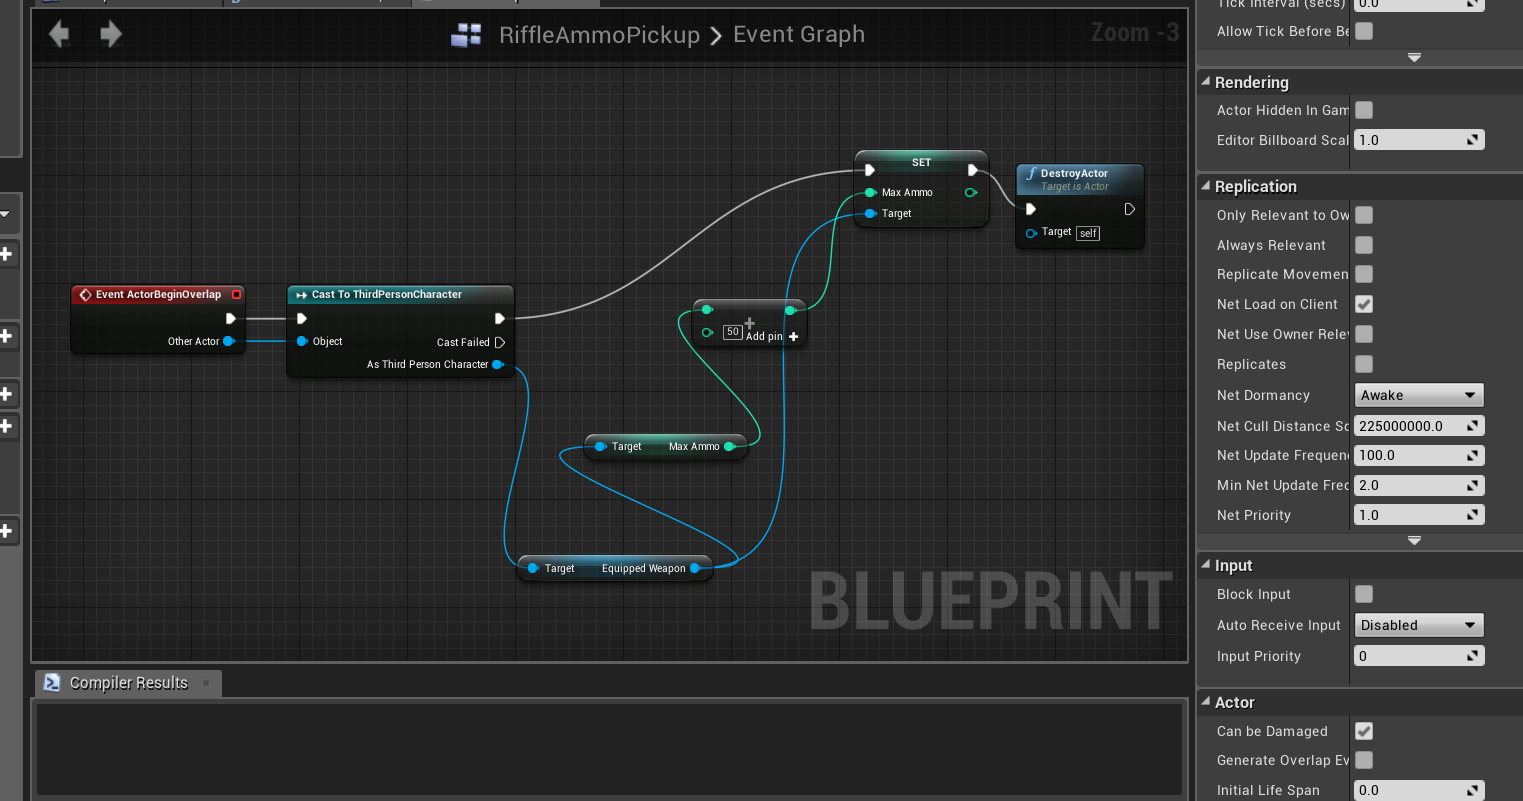 RiffleAmmoPickup > Event Graph
Zoom -3
SET
Max Ammo
Target
DestroyActor
Target is Actor
Target self
Event ActorBeginOverlap
Other Actor
Cast To ThirdPersonCharacter
Object
Cast Failed
As Third Person Character
50
Add pin
Target Max Ammo
Target Equipped Weapon
BLUEPRINT
Compiler Results
Tick Interval (secs) 0.0
Allow Tick Before Be
Rendering
Actor Hidden In Gam
Editor Billboard Scal 1.0
Replication
Only Relevant to Ow
Always Relevant
Replicate Movemen
Net Load on Client
Net Use Owner Rele
Replicates
Net Dormancy Awake
Net Cull Distance Sc 225000000.0
Net Update Frequen 100.0
Min Net Update Fred 2.0
Net Priority 1.0
Input
Block Input
Auto Receive Input Disabled
Input Priority 0
Actor
Can be Damaged
Generate Overlap Ev
Initial Life Span 0.0